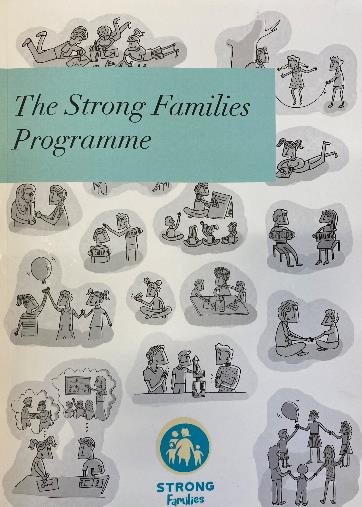 The Strong Families
Programme
STRONG
Families